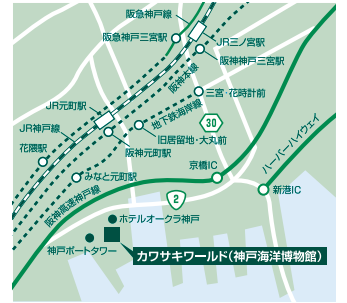 阪急神戸線
阪急神戸三宮駅
JR三ノ宮駅
阪神神戸三宮駅
阪神本線
三宮・花時計前
JR元町駅
地下鉄海岸線
30
JR神戸線
旧居留地・大丸前
花隈駅
阪神元町駅
ハーバーハイウェイ
みなと元町駅
京橋IC
阪神高速神戸線
2
新港IC
ホテルオークラ神戸
神戸ポートタワー
カワサキワールド(神戸海洋博物館)